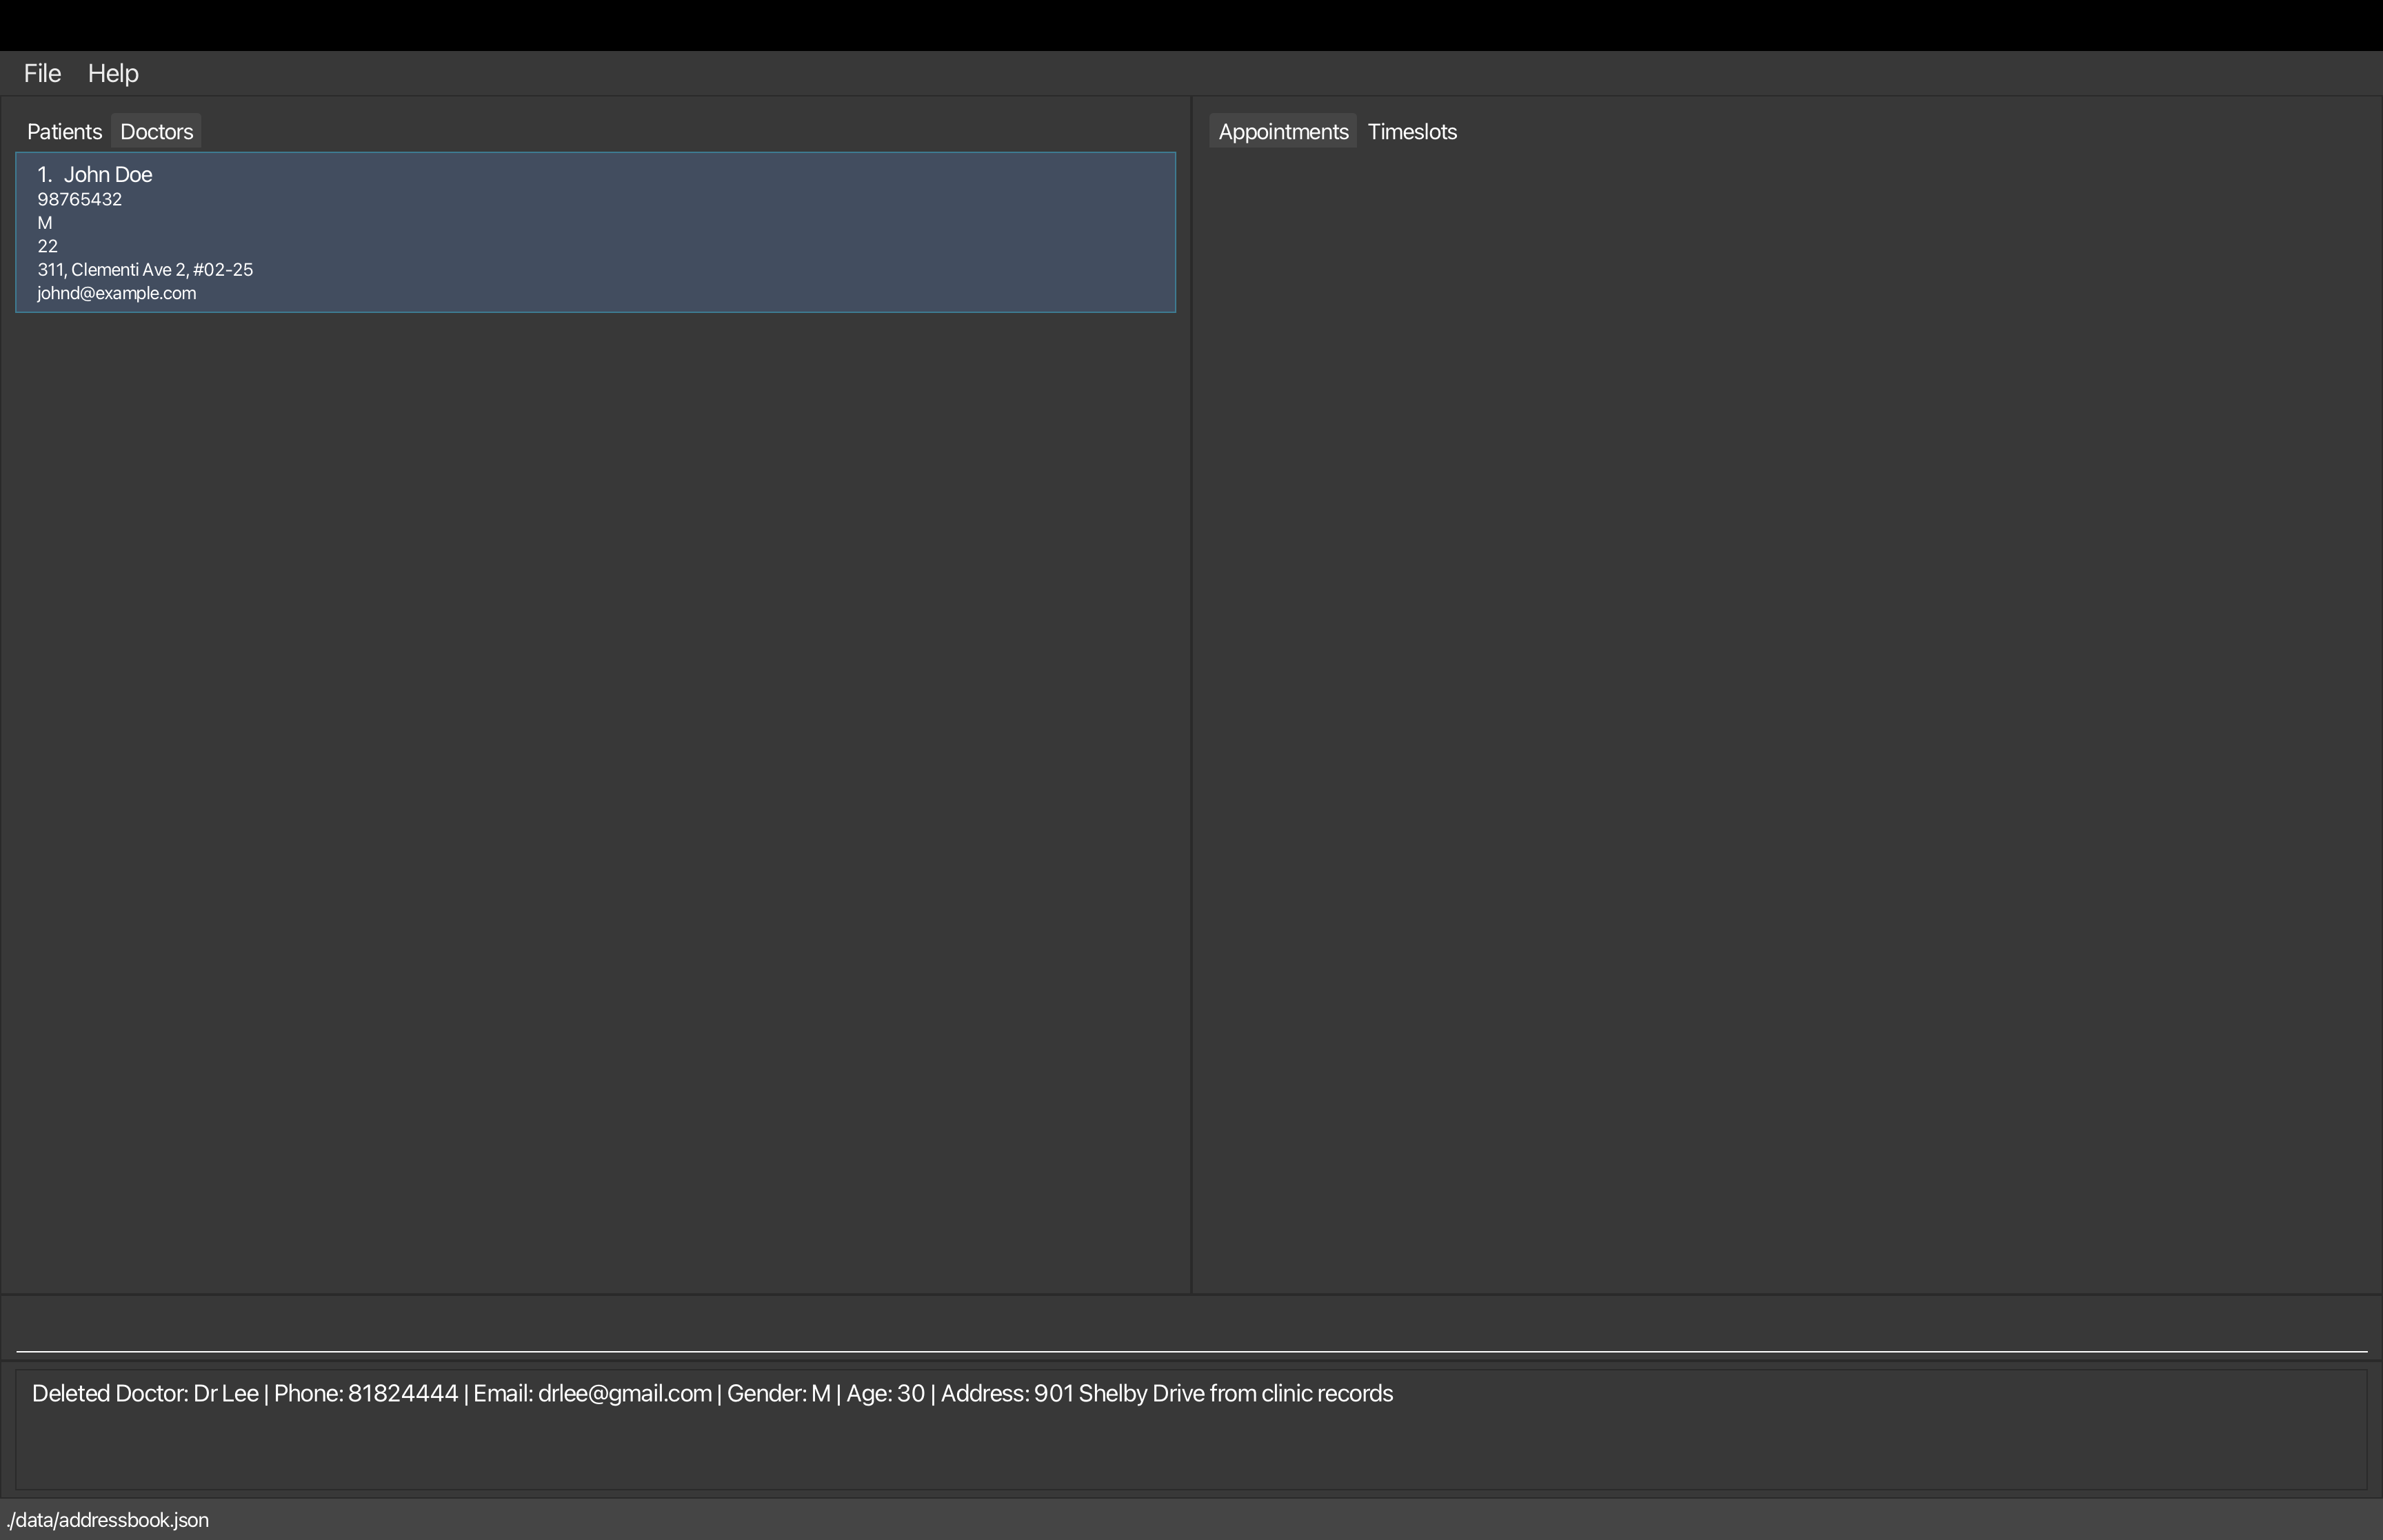 File Help
Patients Doctors
Appointments Timeslots
1. John Doe
98765432
M
22
311, Clementi Ave 2, #02-25
johnd@example.com
Deleted Doctor: Dr Lee | Phone: 81824444 | Email: drlee@gmail.com | Gender: M | Age: 30 | Address: 901 Shelby Drive from clinic records
./data/addressbook.json